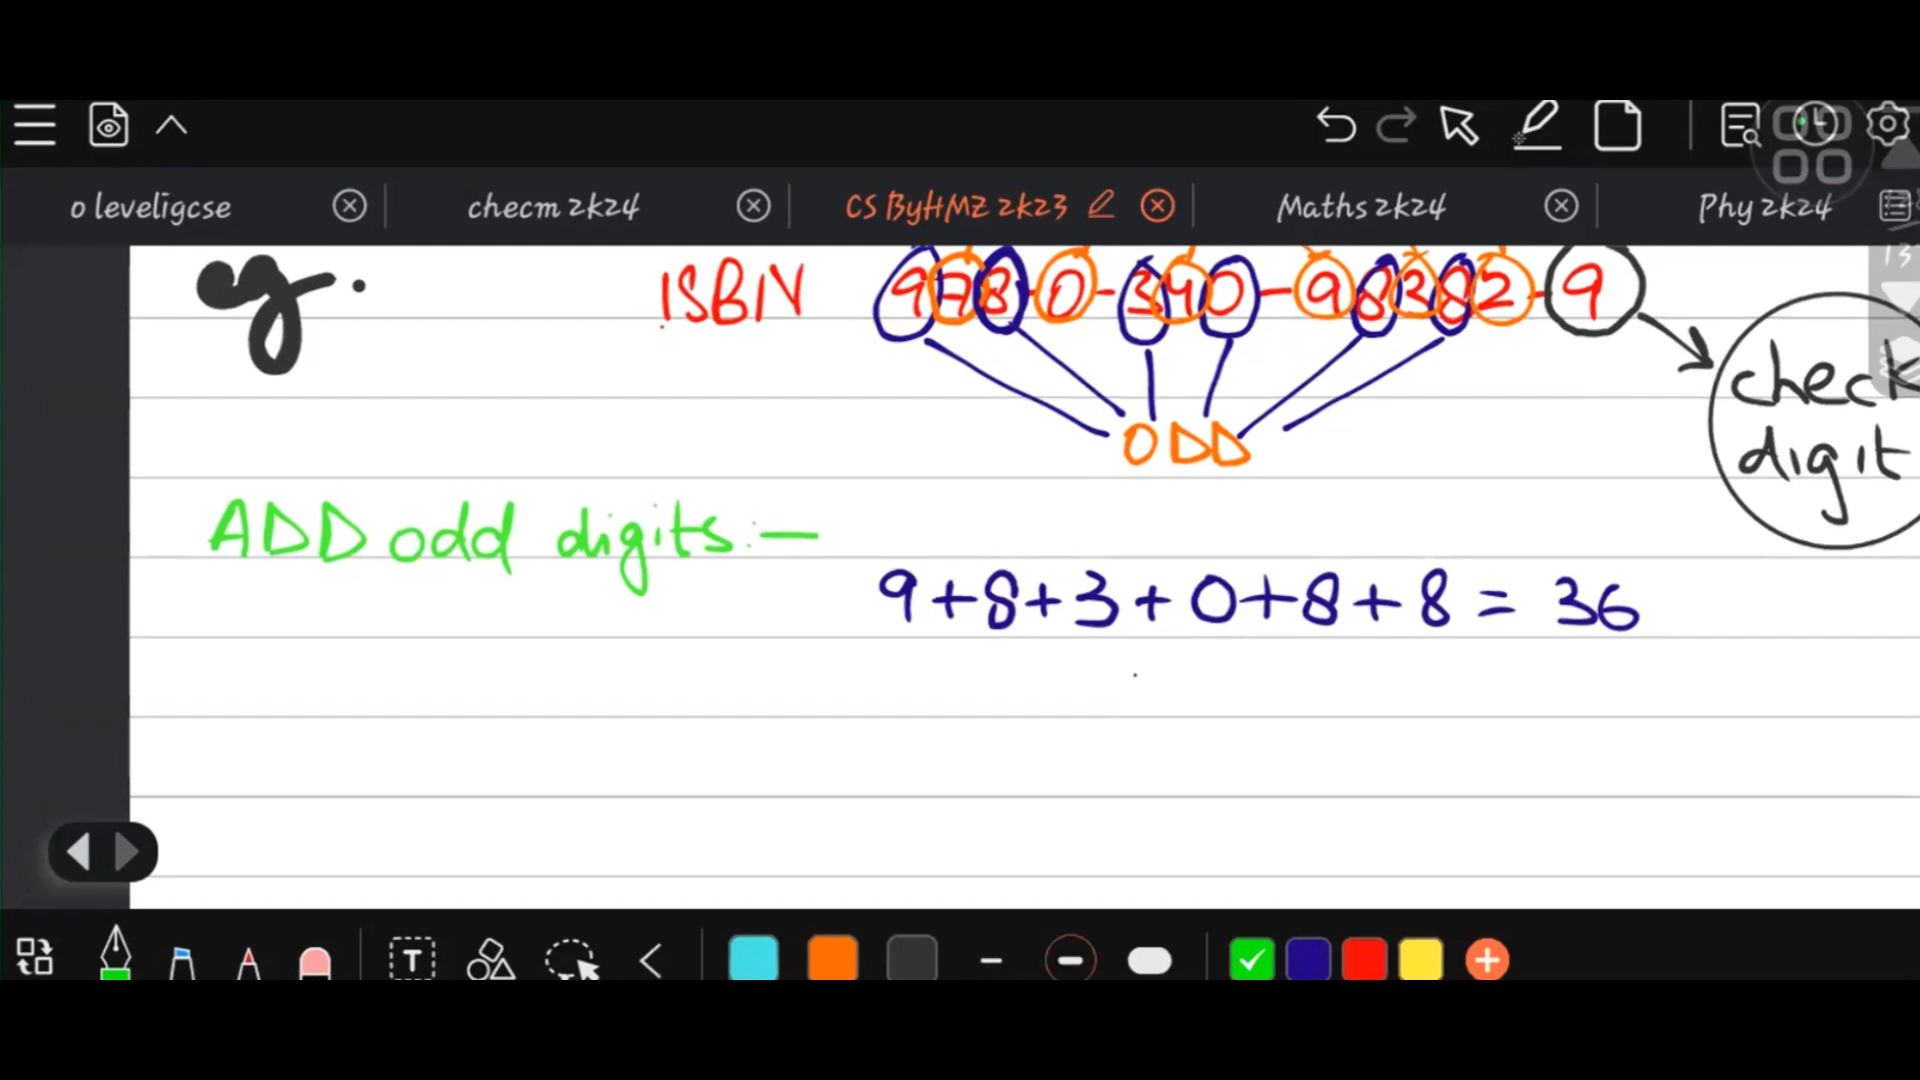 o leveligcse checm 2k24 CS ByHMZ 2k23 Maths 2k24 Phy 2k24
eg. ISBN 978-0-340-98382-9
check
digit
ODD
ADD odd digits:-
9+8+3+0+8+8 = 36
T